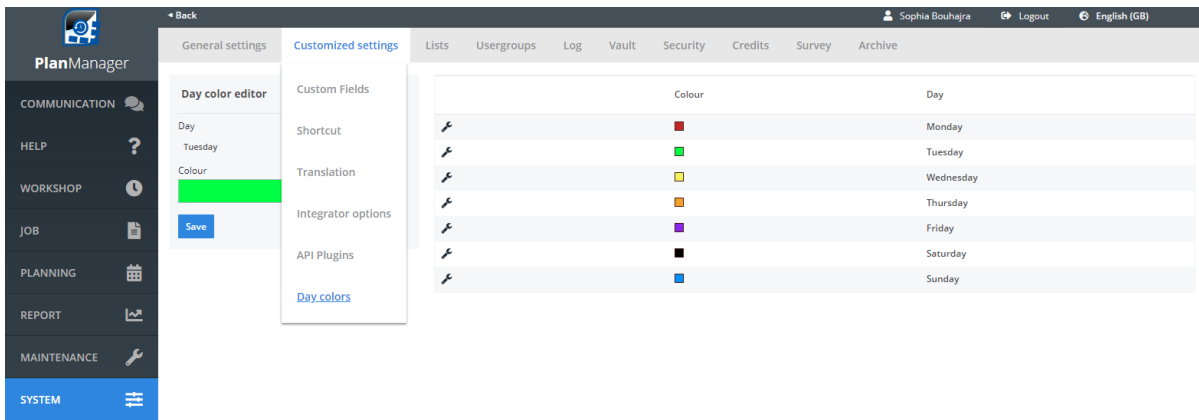 ◂ Back
Sophia Bouhajra
Logout
English (GB)
PlanManager
General settings
Customized settings
Lists
Usergroups
Log
Vault
Security
Credits
Survey
Archive
COMMUNICATION
HELP
WORKSHOP
JOB
PLANNING
REPORT
MAINTENANCE
SYSTEM
Day color editor
Day
Tuesday
Colour
Save
Custom Fields
Shortcut
Translation
Integrator options
API Plugins
Day colors
Colour Day
Monday
Tuesday
Wednesday
Thursday
Friday
Saturday
Sunday